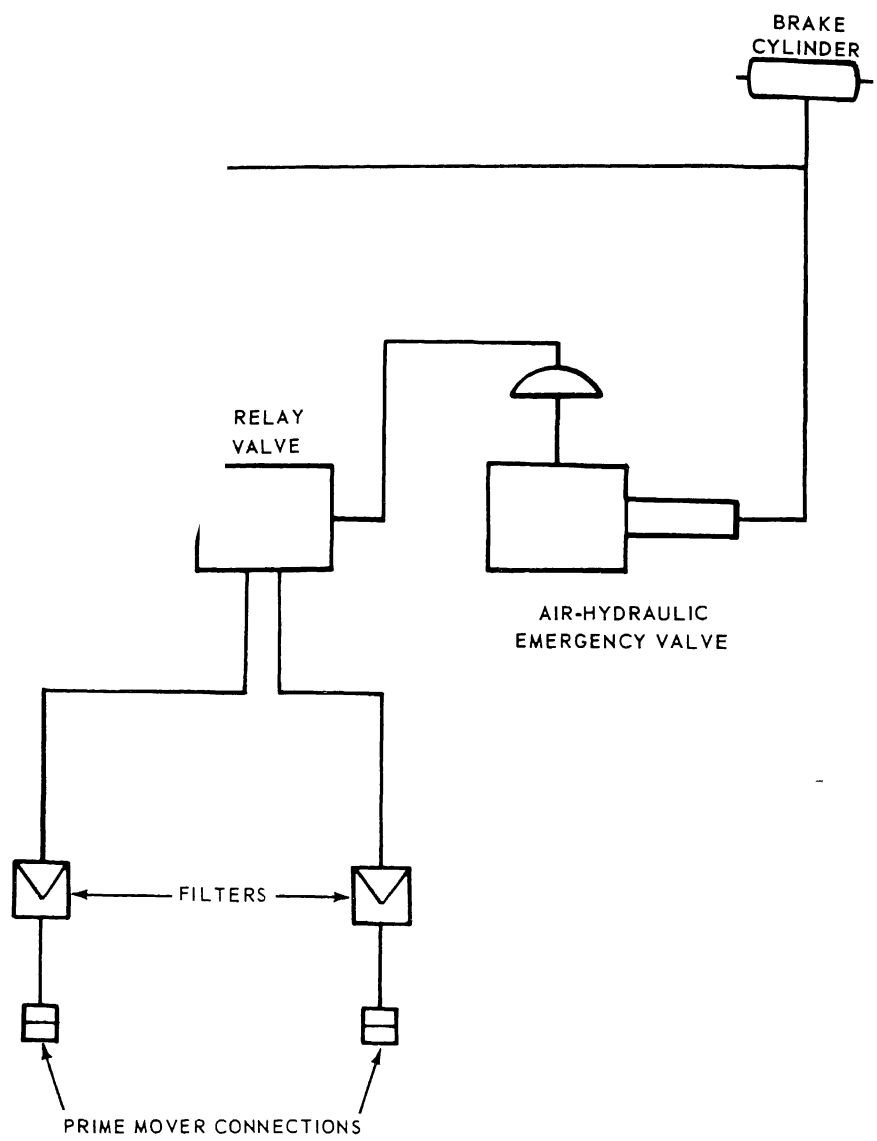 BRAKE
CYLINDER
RELAY
VALVE
AIR-HYDRAULIC
EMERGENCY VALVE
FILTERS
PRIME MOVER CONNECTIONS